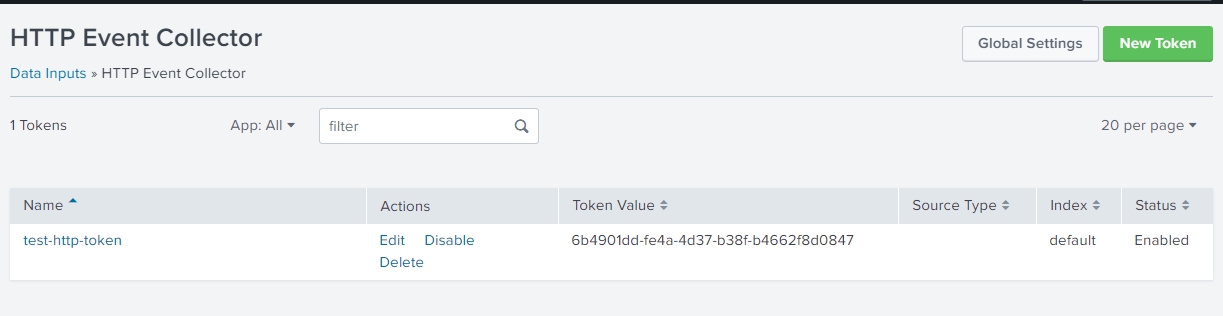 HTTP Event Collector
Global Settings
New Token
Data Inputs » HTTP Event Collector
1 Tokens
App: All
filter
20 per page
Name
Actions
Token Value
Source Type
Index
Status
test-http-token
Edit Disable
6b4901dd-fe4a-4d37-b38f-b4662f8d0847
default
Enabled
Delete